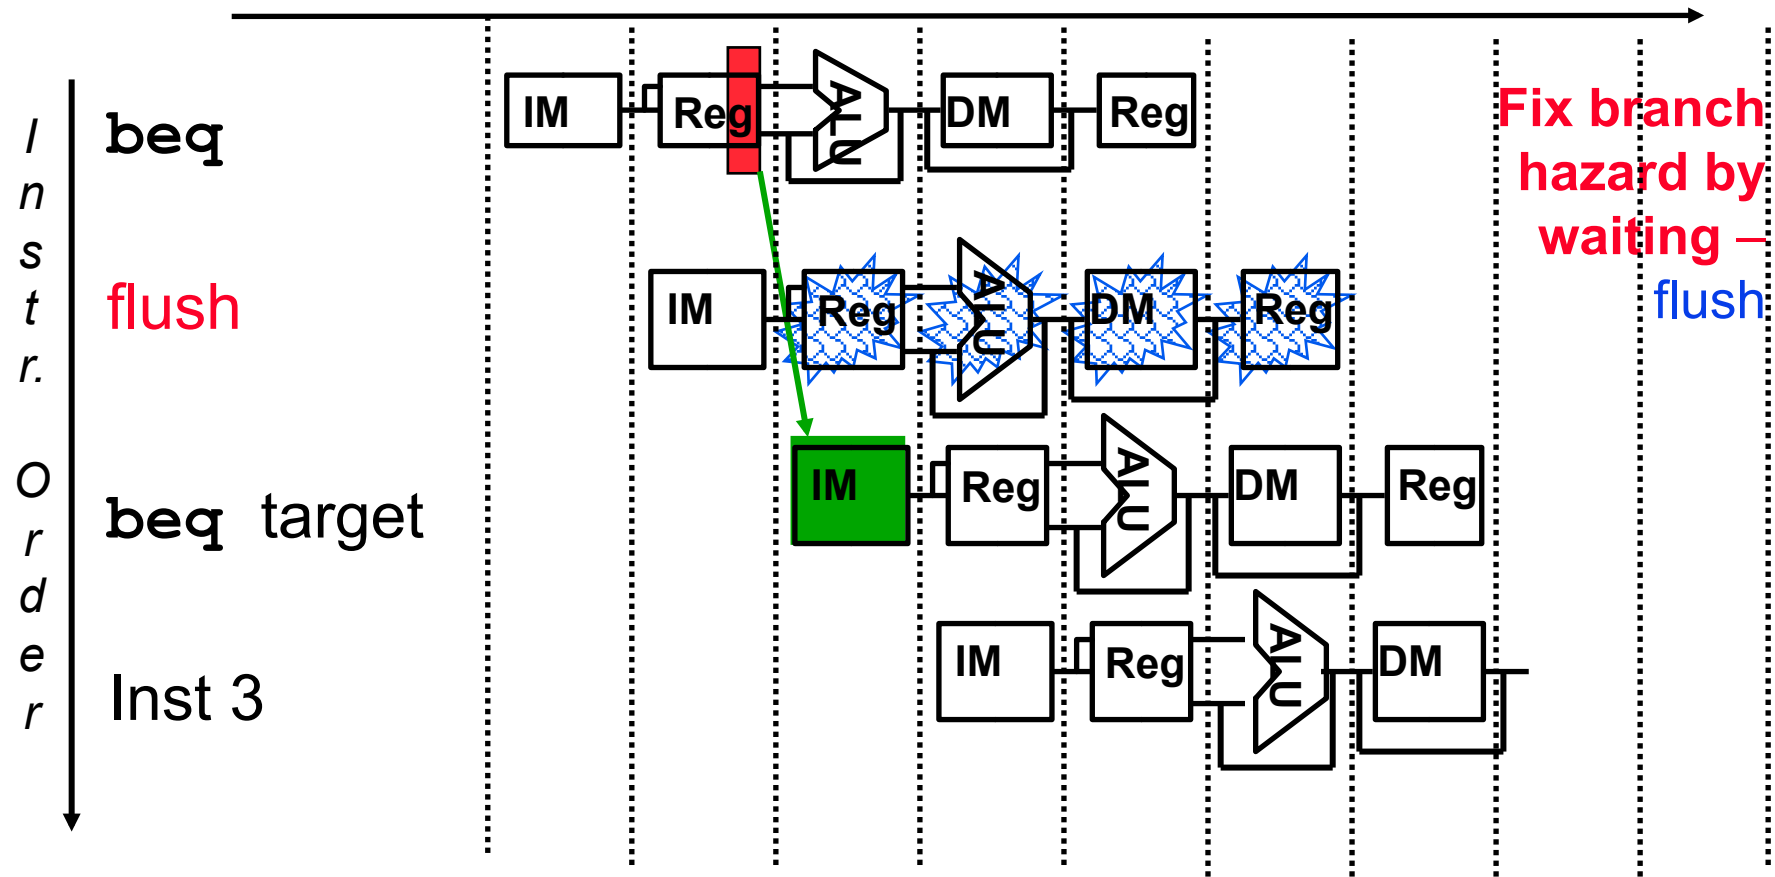 Instr. Order
beq
IM
Reg
ALU
DM
Reg
Fix branch
hazard by
waiting –
flush
flush
IM
Reg
ALU
DM
Reg
beq target
IM
Reg
ALU
DM
Reg
Inst 3
IM
Reg
ALU
DM